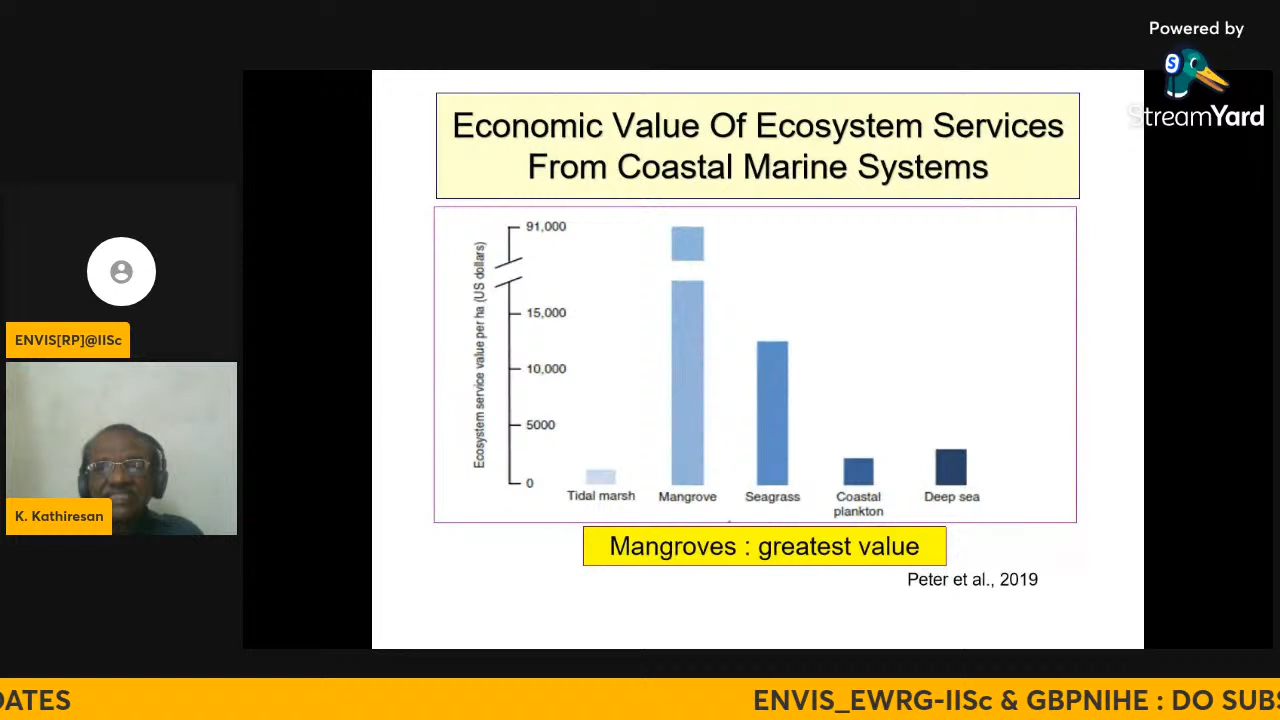 Powered by
StreamYard
Economic Value Of Ecosystem Services
From Coastal Marine Systems
Ecosystem service value per ha (US dollars)
91,000
15,000
10,000
5000
0
Tidal marsh
Mangrove
Seagrass
Coastal
plankton
Deep sea
Mangroves : greatest value
Peter et al., 2019
ENVIS[RP]@IISc
K. Kathiresan
DATES
ENVIS_EWRG-IISc & GBPNIHE : DO SUBS